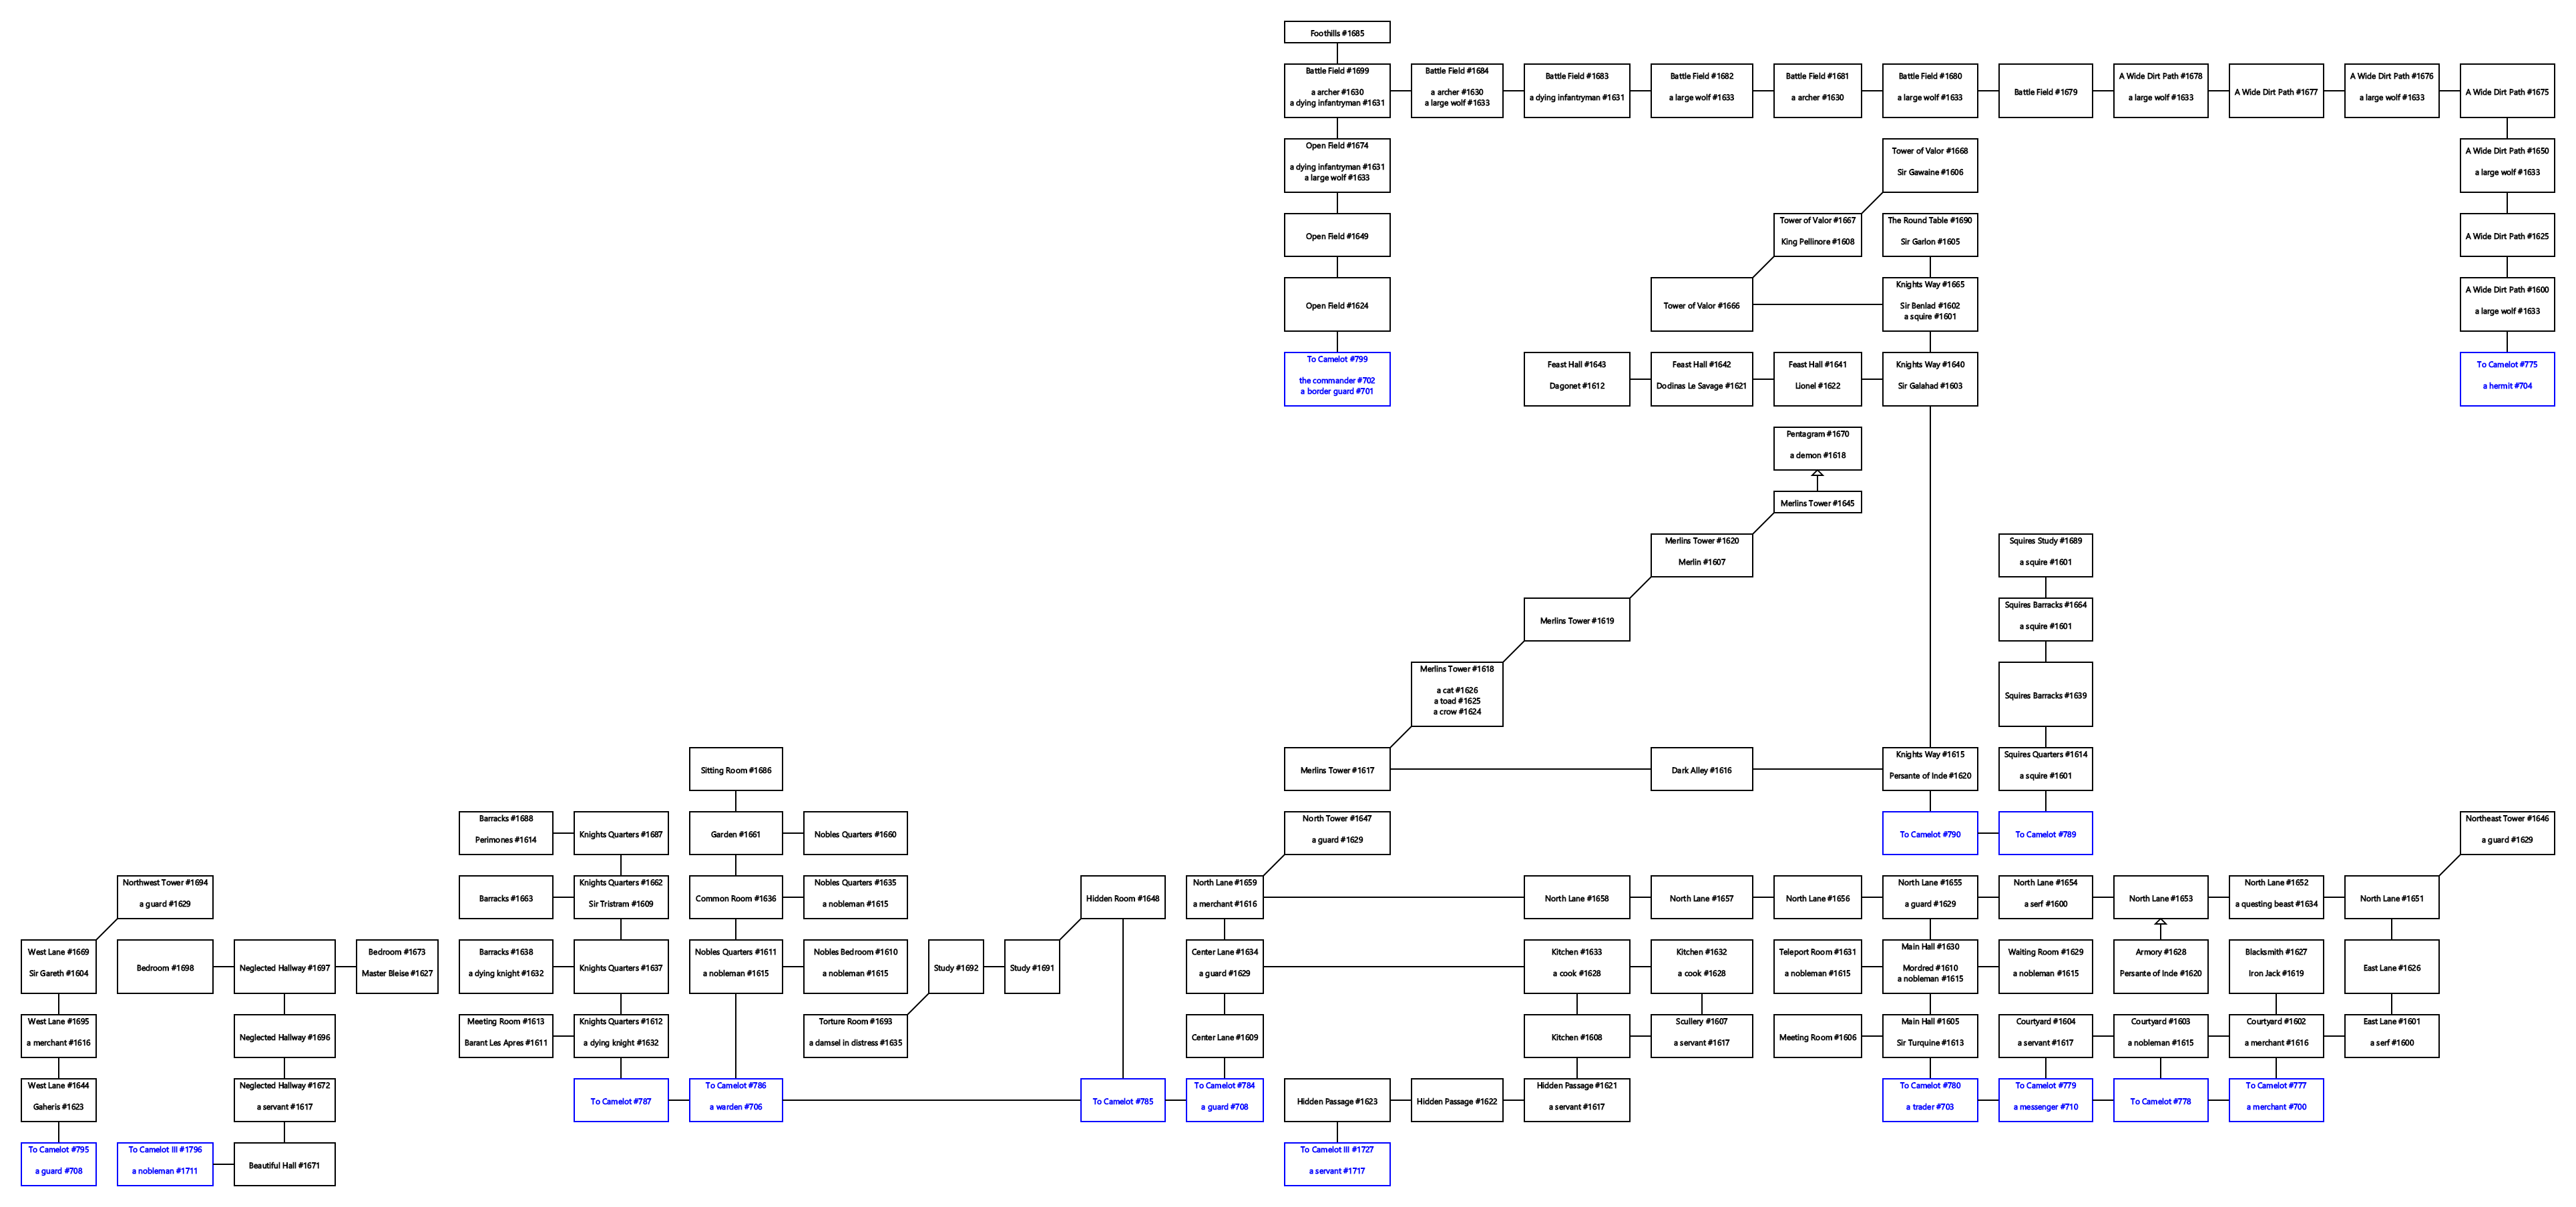 Foothills #1685
Battle Field #1699
a archer #1630
a dying infantryman #1631
Battle Field #1684
a archer #1630
a large wolf #1633
Battle Field #1683
a dying infantryman #1631
Battle Field #1682
a large wolf #1633
Battle Field #1681
a archer #1630
Battle Field #1680
a large wolf #1633
Battle Field #1679
A Wide Dirt Path #1678
a large wolf #1633
A Wide Dirt Path #1677
A Wide Dirt Path #1676
a large wolf #1633
A Wide Dirt Path #1675
Open Field #1674
a dying infantryman #1631
a large wolf #1633
Tower of Valor #1668
Sir Gawaine #1606
A Wide Dirt Path #1650
a large wolf #1633
Open Field #1649
Tower of Valor #1667
King Pellinore #1608
The Round Table #1690
Sir Garlon #1605
A Wide Dirt Path #1625
Open Field #1624
Tower of Valor #1666
Knights Way #1665
Sir Benlad #1602
a squire #1601
A Wide Dirt Path #1600
a large wolf #1633
To Camelot #799
the commander #702
a border guard #701
Feast Hall #1643
Dagonet #1612
Feast Hall #1642
Dodinas Le Savage #1621
Feast Hall #1641
Lionel #1622
Knights Way #1640
Sir Galahad #1603
To Camelot #775
a hermit #704
Pentagram #1670
a demon #1618
Merlins Tower #1645
Merlins Tower #1620
Merlin #1607
Squires Study #1689
a squire #1601
Merlins Tower #1619
Squires Barracks #1664
a squire #1601
Merlins Tower #1618
a cat #1626
a toad #1625
a crow #1624
Squires Barracks #1639
Sitting Room #1686
Merlins Tower #1617
Dark Alley #1616
Knights Way #1615
Persante of Inde #1620
Squires Quarters #1614
a squire #1601
Barracks #1688
Perimones #1614
Knights Quarters #1687
Garden #1661
Nobles Quarters #1660
North Tower #1647
a guard #1629
To Camelot #790
To Camelot #789
Northeast Tower #1646
a guard #1629
Northwest Tower #1694
a guard #1629
Barracks #1663
Knights Quarters #1662
Sir Tristram #1609
Common Room #1636
Nobles Quarters #1635
a nobleman #1615
Hidden Room #1648
North Lane #1659
a merchant #1616
North Lane #1658
North Lane #1657
North Lane #1656
North Lane #1655
a guard #1629
North Lane #1654
a serf #1600
North Lane #1653
North Lane #1652
a questing beast #1634
North Lane #1651
West Lane #1669
Sir Gareth #1604
Bedroom #1698
Neglected Hallway #1697
Bedroom #1673
Master Bleise #1627
Barracks #1638
a dying knight #1632
Knights Quarters #1637
Nobles Quarters #1611
a nobleman #1615
Nobles Bedroom #1610
a nobleman #1615
Study #1692
Study #1691
Center Lane #1634
a guard #1629
Kitchen #1633
a cook #1628
Kitchen #1632
a cook #1628
Teleport Room #1631
a nobleman #1615
Main Hall #1630
Mordred #1610
a nobleman #1615
Waiting Room #1629
a nobleman #1615
Armory #1628
Persante of Inde #1620
Blacksmith #1627
Iron Jack #1619
East Lane #1626
West Lane #1695
a merchant #1616
Neglected Hallway #1696
Meeting Room #1613
Barant Les Apres #1611
Knights Quarters #1612
a dying knight #1632
Torture Room #1693
a damsel in distress #1635
Center Lane #1609
Kitchen #1608
Scullery #1607
a servant #1617
Meeting Room #1606
Main Hall #1605
Sir Turquine #1613
Courtyard #1604
a servant #1617
Courtyard #1603
a nobleman #1615
Courtyard #1602
a merchant #1616
East Lane #1601
a serf #1600
West Lane #1644
Gaheris #1623
Neglected Hallway #1672
a servant #1617
To Camelot #787
To Camelot #786
a warden #706
To Camelot #785
To Camelot #784
a guard #708
Hidden Passage #1623
Hidden Passage #1622
Hidden Passage #1621
a servant #1617
To Camelot #780
a trader #703
To Camelot #779
a messenger #710
To Camelot #778
To Camelot #777
a merchant #700
To Camelot #795
a guard #708
To Camelot III #1796
a nobleman #1711
Beautiful Hall #1671
To Camelot III #1727
a servant #1717